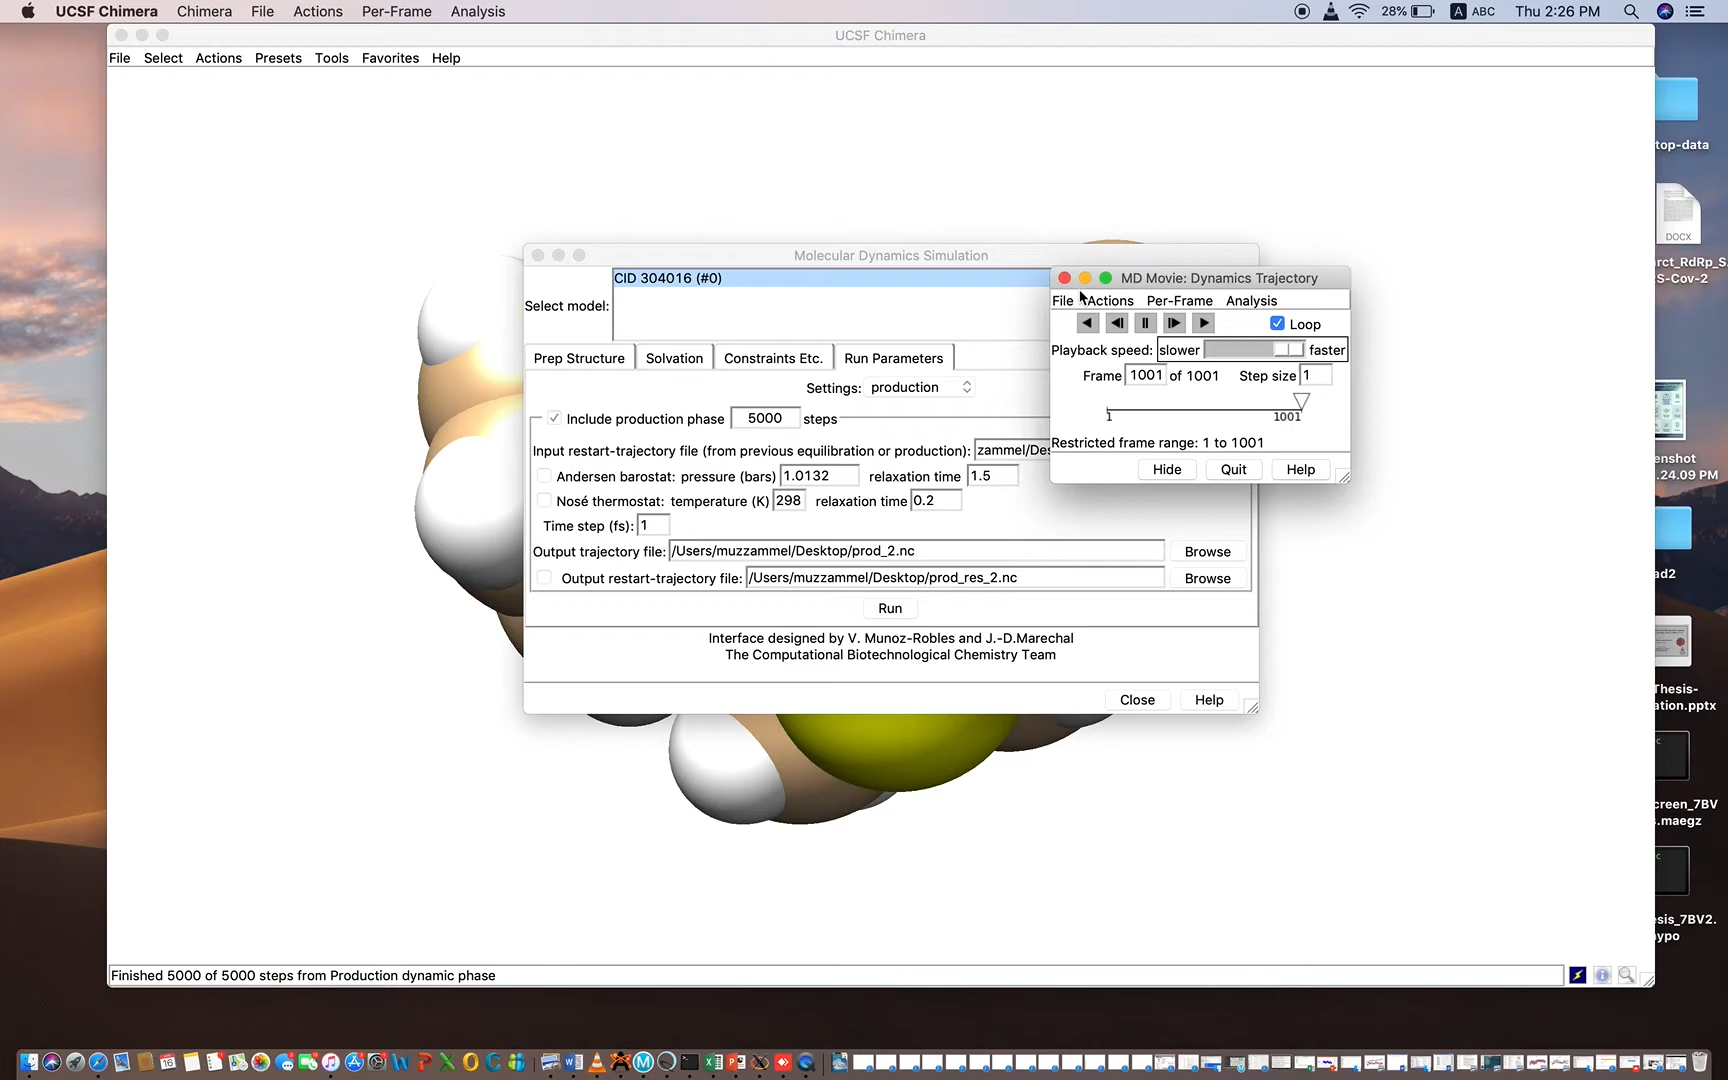 UCSF Chimera Chimera File Actions Per-Frame Analysis 28% A ABC Thu 2:26 PM
UCSF Chimera
File Select Actions Presets Tools Favorites Help
Molecular Dynamics Simulation
Select model:
CID 304016 (#0)
Prep Structure Solvation Constraints Etc. Run Parameters
Settings: production
Include production phase 5000 steps
Input restart-trajectory file (from previous equilibration or production): zammel/Des
Andersen barostat: pressure (bars) 1.0132 relaxation time 1.5
Nosé thermostat: temperature (K) 298 relaxation time 0.2
Time step (fs): 1
Output trajectory file: /Users/muzzammel/Desktop/prod_2.nc Browse
Output restart-trajectory file: /Users/muzzammel/Desktop/prod_res_2.nc Browse
Run
Interface designed by V. Munoz-Robles and J.-D.Marechal
The Computational Biotechnological Chemistry Team
Close Help
MD Movie: Dynamics Trajectory
File Actions Per-Frame Analysis
Loop
Playback speed: slower faster
Frame 1001 of 1001 Step size 1
1 1001
Restricted frame range: 1 to 1001
Hide Quit Help
Finished 5000 of 5000 steps from Production dynamic phase
top-data
DOCX
rct_RdRp_S.
S-Cov-2
enshot
.24.09 PM
ad2
Thesis-
ation.pptx
creen_7BV
s.maegz
esis_7BV2.
hypo